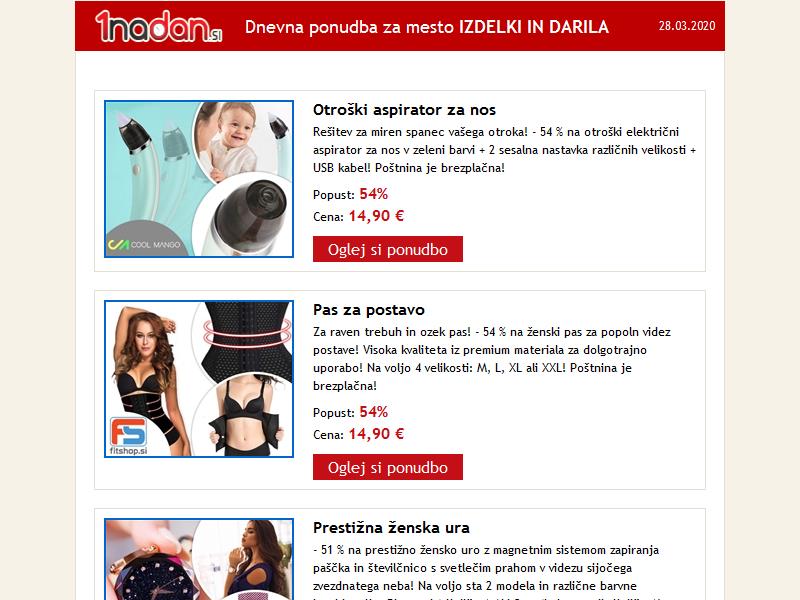 1nadan.SI
Dnevna ponudba za mesto IZDELKI IN DARILA
28.03.2020
Otroški aspirator za nos
Rešitev za miren spanec vašega otroka! - 54 % na otroški električni
aspirator za nos v zeleni barvi + 2 sesalna nastavka različnih velikosti +
USB kabel! Poštnina je brezplačna!
Popust: 54%
Cena: 14,90 €
Oglej si ponudbo
COOL MANGO
Pas za postavo
Za raven trebuh in ozek pas! - 54 % na ženski pas za popoln videz
postave! Visoka kvaliteta iz premium materiala za dolgotrajno
uporabo! Na voljo 4 velikosti: M, L, XL ali XXL! Poštnina je
brezplačna!
Popust: 54%
Cena: 14,90 €
Oglej si ponudbo
FS
fitshop.si
Prestižna ženska ura
- 51 % na prestižno žensko uro z magnetnim sistemom zapiranja
paščka in številčnico s svetlečim prahom v videzu sijočega
zvezdnatega neba! Na voljo sta 2 modela in različne barvne